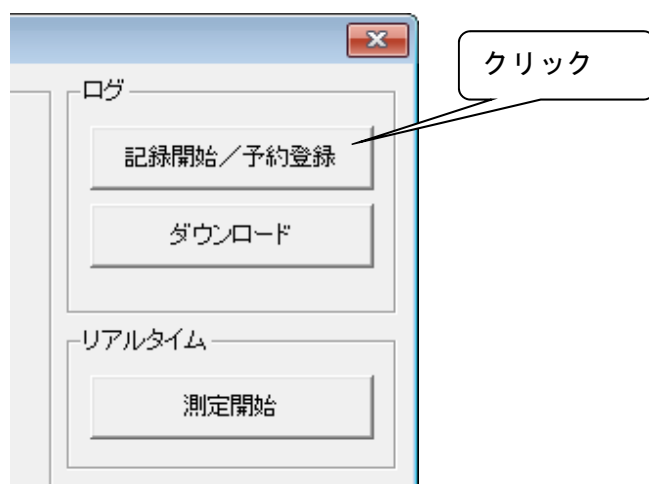 クリック
ログ
記録開始／予約登録
ダウンロード
リアルタイム
測定開始